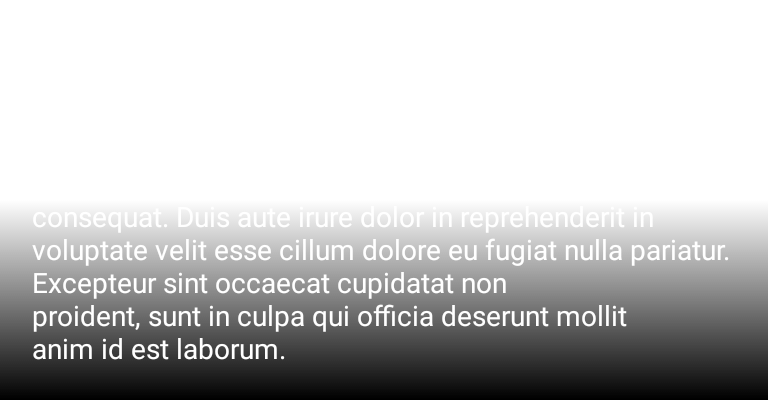 consequat. Duis aute irure dolor in reprehenderit in
voluptate velit esse cillum dolore eu fugiat nulla pariatur.
Excepteur sint occaecat cupidatat non
proident, sunt in culpa qui officia deserunt mollit
anim id est laborum.